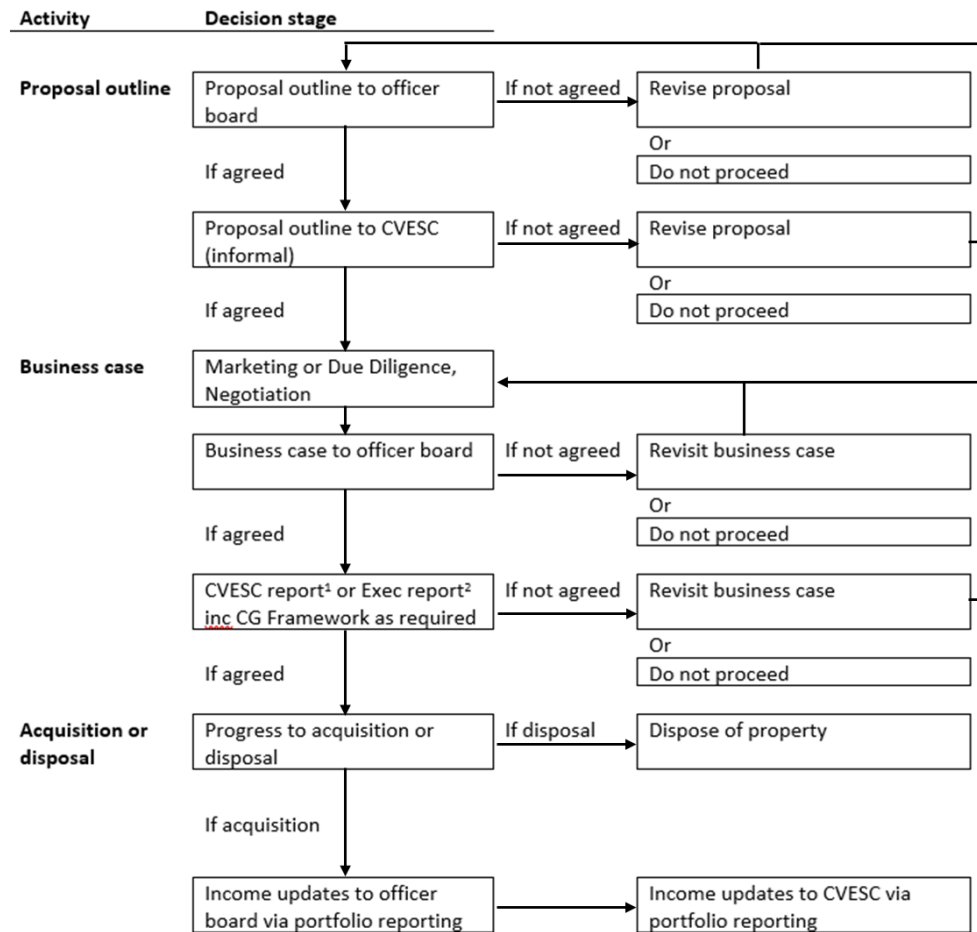 Activity
Decision stage
Proposal outline
Proposal outline to officer
board
If not agreed
Revise proposal
Or
Do not proceed
If agreed
Proposal outline to CVESC
(informal)
If not agreed
Revise proposal
Or
Do not proceed
If agreed
Business case
Marketing or Due Diligence,
Negotiation
Business case to officer board
If not agreed
Revisit business case
Or
Do not proceed
If agreed
CVESC report¹ or Exec report²
inc CG Framework as required
If not agreed
Revisit business case
Or
Do not proceed
If agreed
Acquisition or
disposal
Progress to acquisition or
disposal
If disposal
Dispose of property
If acquisition
Income updates to officer
board via portfolio reporting
Income updates to CVESC via
portfolio reporting